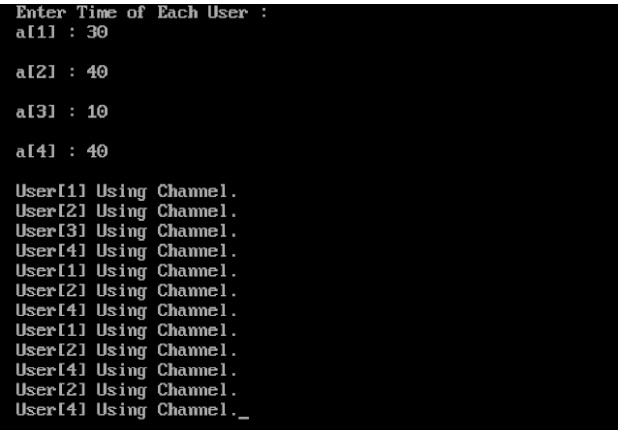 Enter Time of Each User :
a[1] : 30
a[2] : 40
a[3] : 10
a[4] : 40
User[1] Using Channel.
User[2] Using Channel.
User[3] Using Channel.
User[4] Using Channel.
User[1] Using Channel.
User[2] Using Channel.
User[4] Using Channel.
User[1] Using Channel.
User[2] Using Channel.
User[4] Using Channel.
User[2] Using Channel.
User[4] Using Channel._